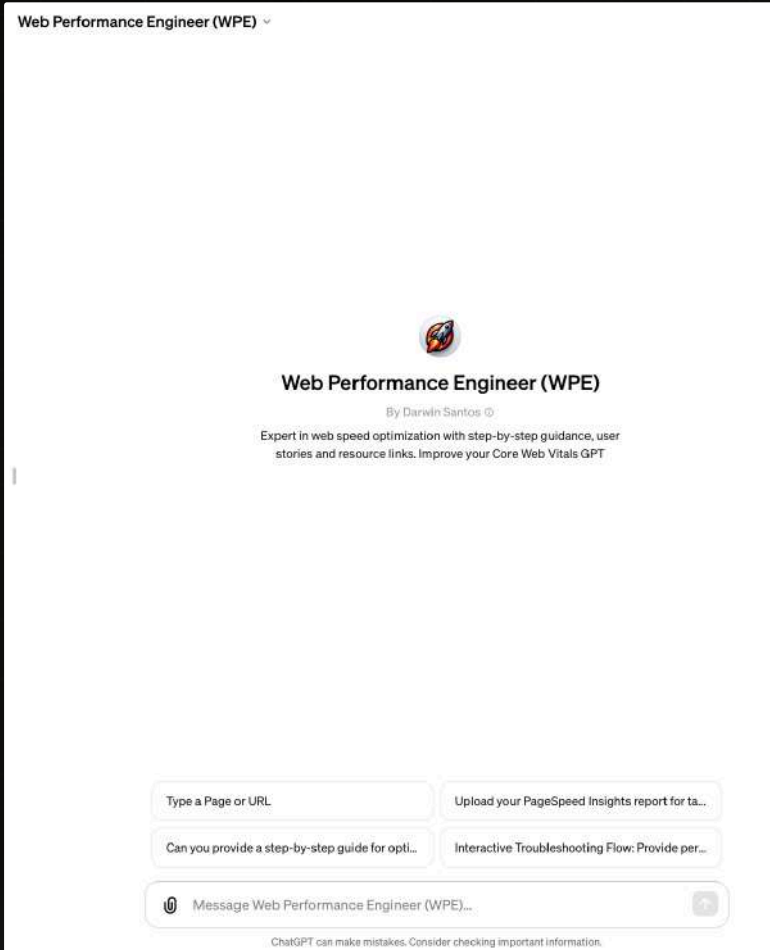 Web Performance Engineer (WPE)
Web Performance Engineer (WPE)
By Darwin Santos
Expert in web speed optimization with step-by-step guidance, user
stories and resource links. Improve your Core Web Vitals GPT
Type a Page or URL
Upload your PageSpeed Insights report for ta...
Can you provide a step-by-step guide for opti...
Interactive Troubleshooting Flow: Provide per...
Message Web Performance Engineer (WPE)...
ChatGPT can make mistakes. Consider checking important information.